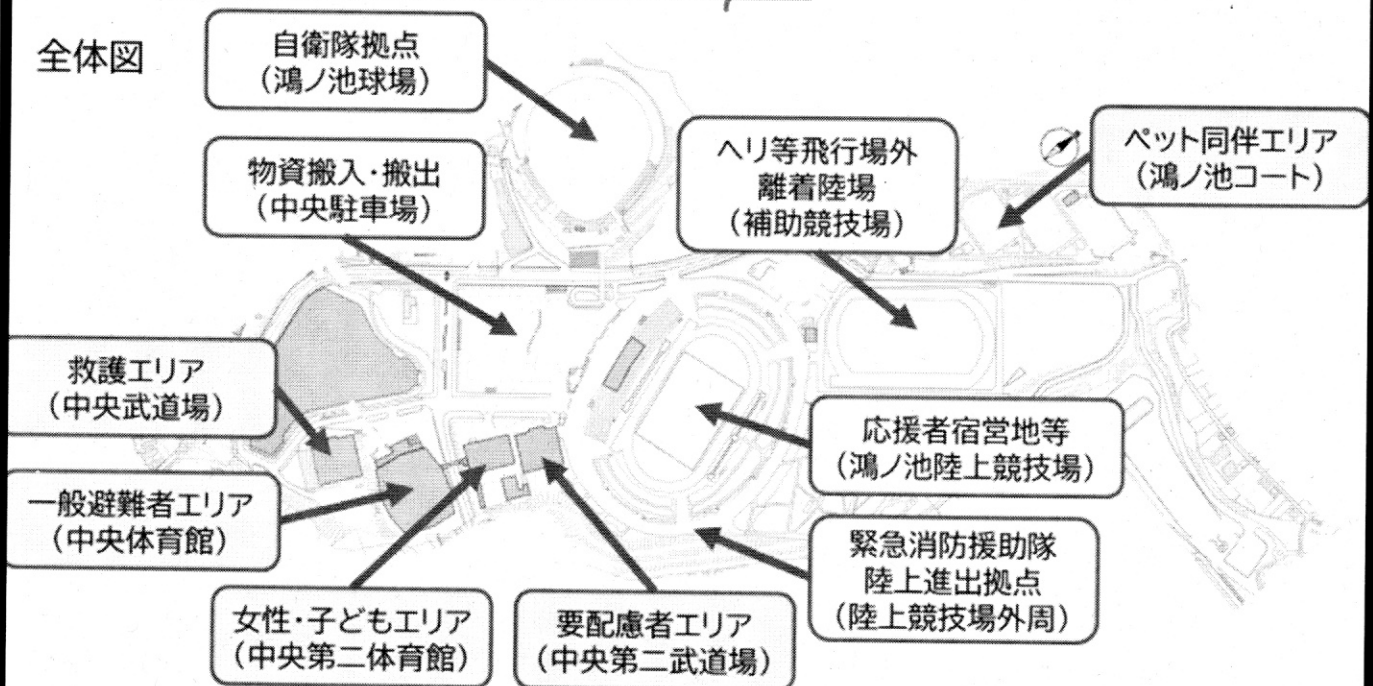 全体図
自衛隊拠点
(鴻ノ池球場)
物資搬入・搬出
(中央駐車場)
ヘリ等飛行場外
離着陸場
(補助競技場)
ペット同伴エリア
(鴻ノ池コート)
救護エリア
(中央武道場)
一般避難者エリア
(中央体育館)
女性・子どもエリア
(中央第二体育館)
要配慮者エリア
(中央第二武道場)
応援者宿営地等
(鴻ノ池陸上競技場)
緊急消防援助隊
陸上進出拠点
(陸上競技場外周)